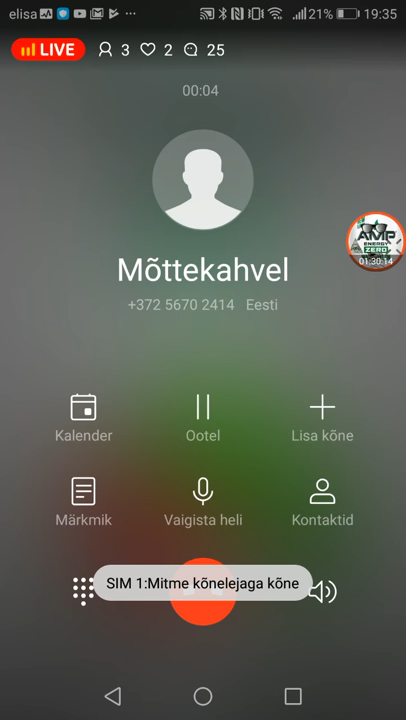 elisa 21% 19:35
LIVE 3 2 25
00:04
AMP
ENERGY
ZERO
01:30:14
Mõttekahvel
+372 5670 2414 Eesti
Kalender Ootel Lisa kõne
Märkmik Vaigista heli Kontaktid
SIM 1:Mitme kõnelejaga kõne